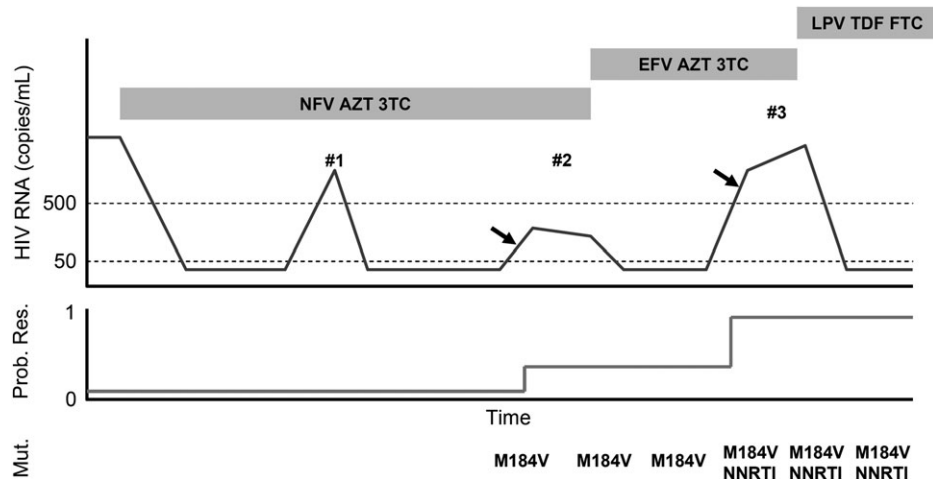 LPV TDF FTC
EFV AZT 3TC
NFV AZT 3TC
HIV RNA (copies/mL)
#1
#2
#3
500
50
Prob. Res.
1
0
Time
Mut.
M184V
M184V
M184V
M184V
NNRTI
M184V
NNRTI
M184V
NNRTI